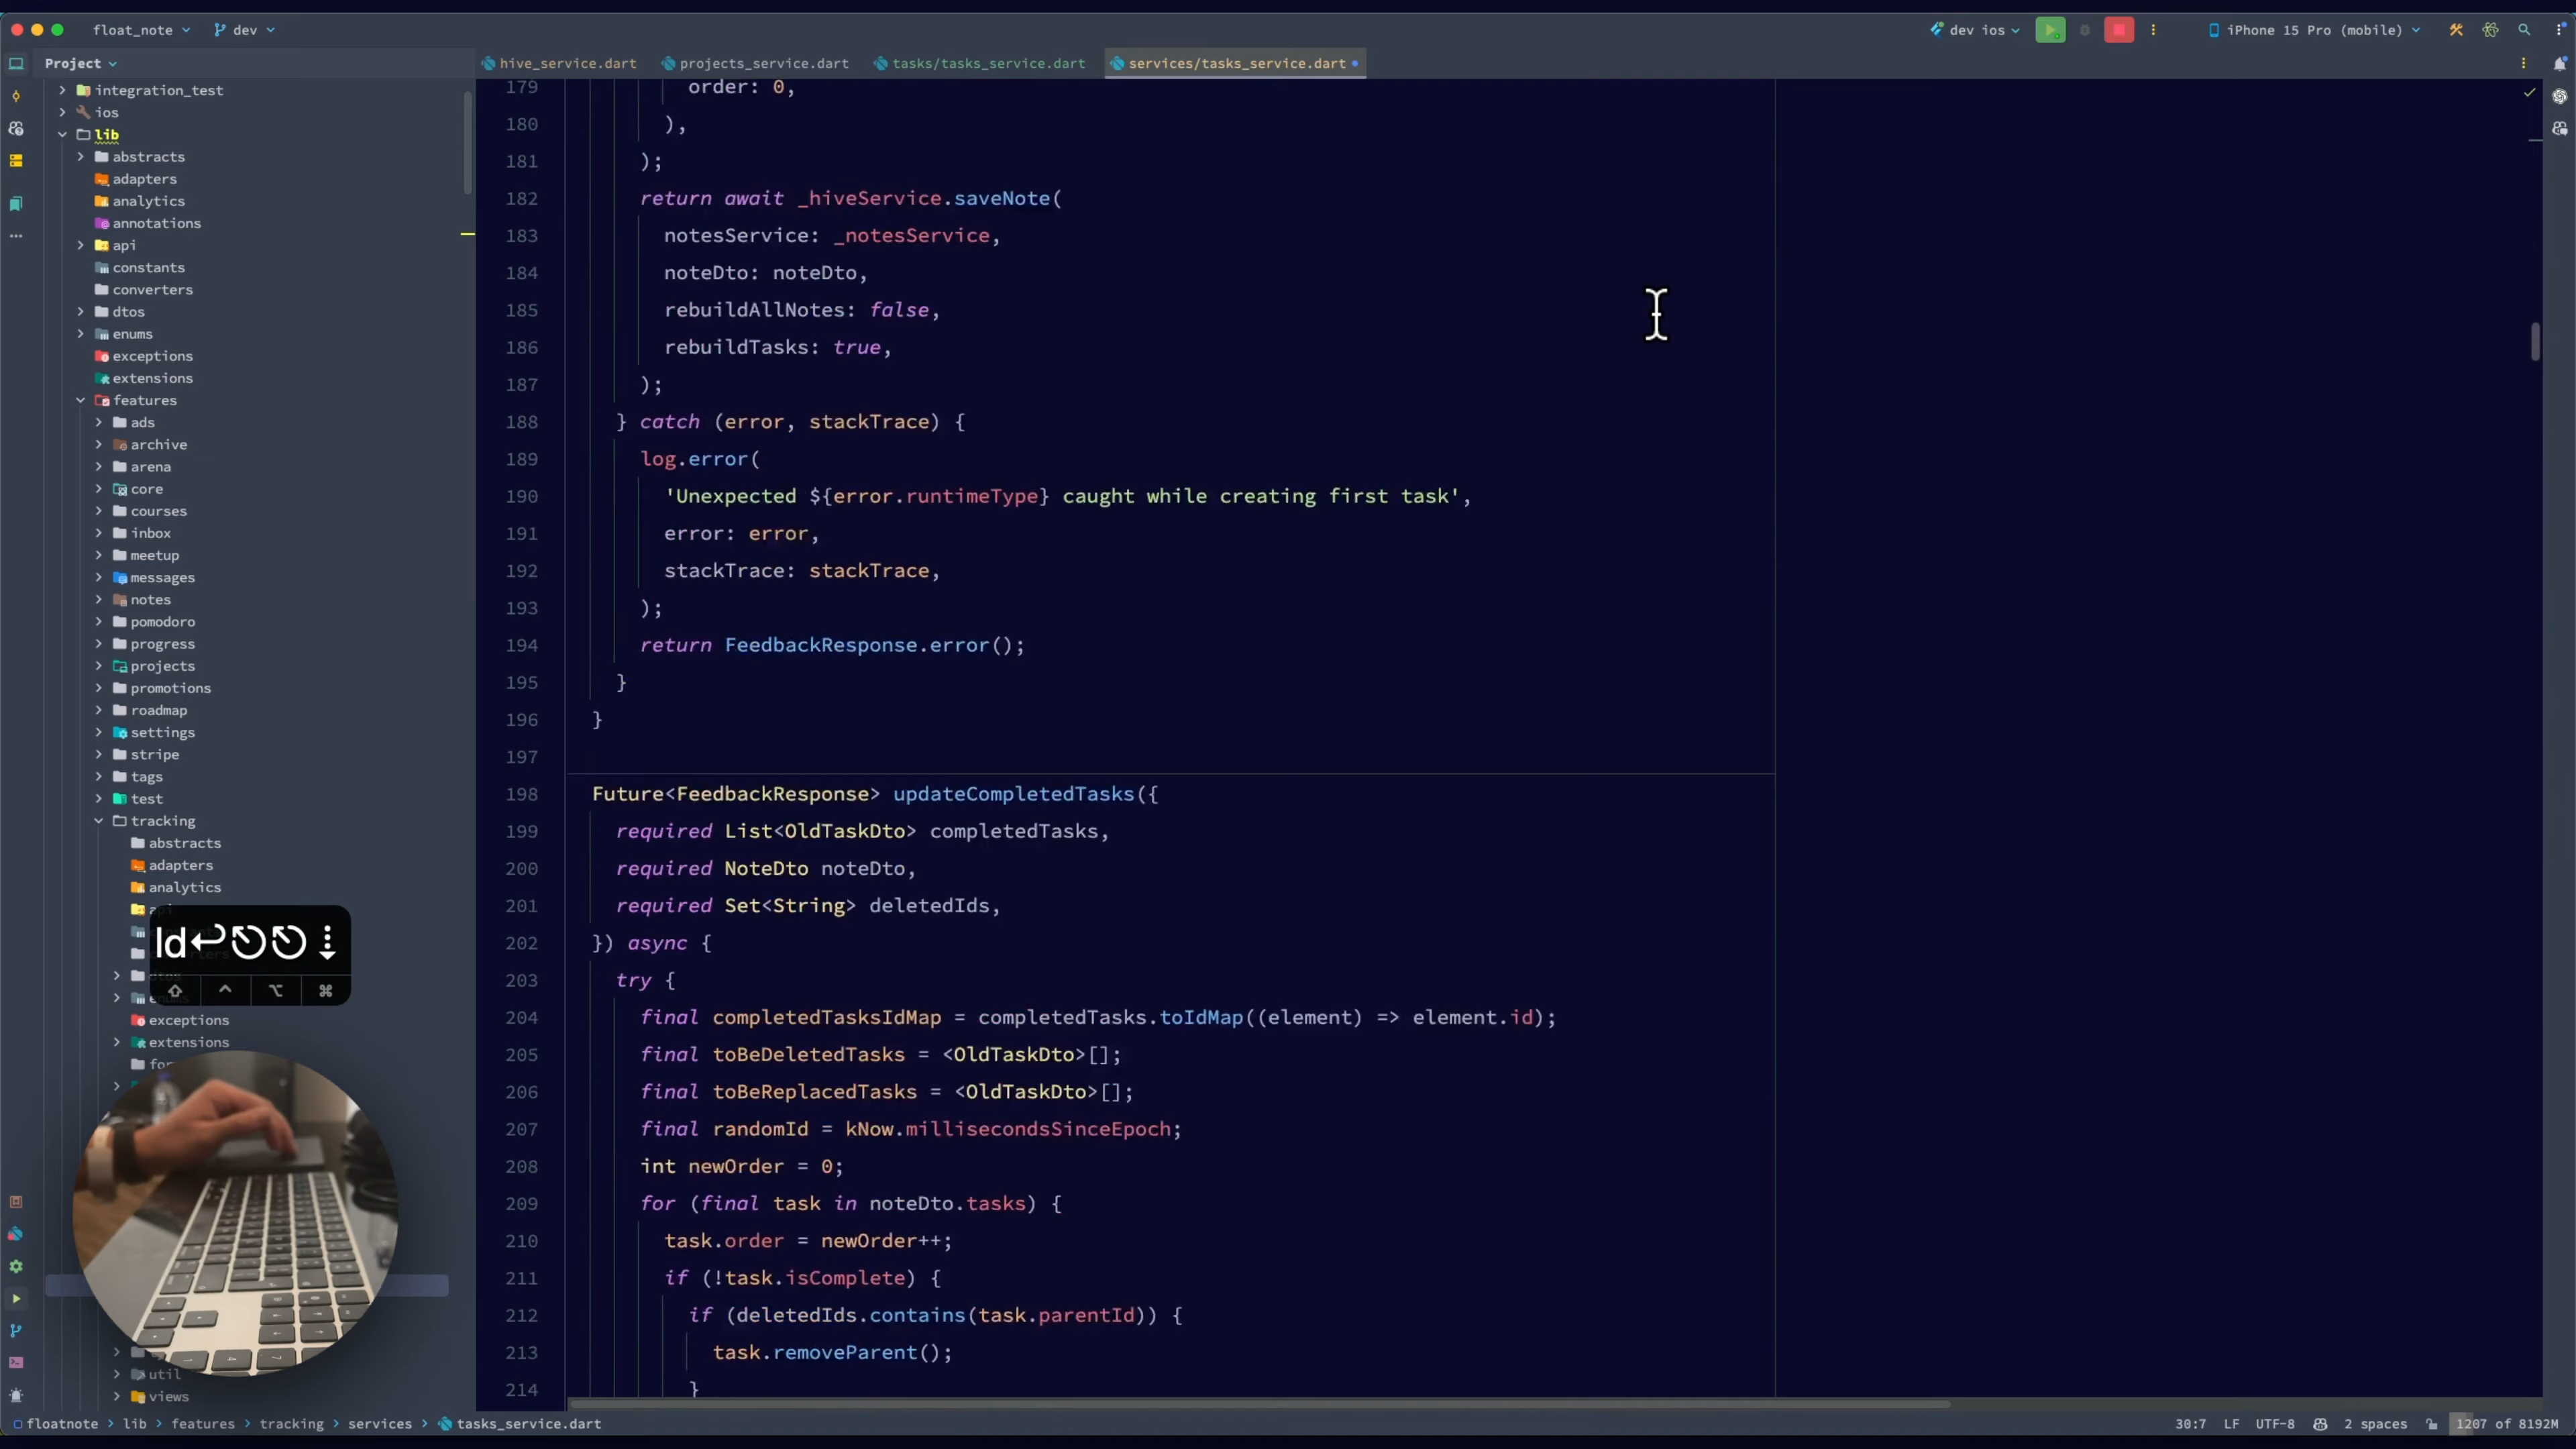 float_note
dev
dev ios
iPhone 15 Pro (mobile)
Project
hive_service.dart
projects_service.dart
tasks/tasks_service.dart
services/tasks_service.dart
integration_test
ios
lib
abstracts
adapters
analytics
annotations
api
constants
converters
dtos
enums
exceptions
extensions
features
ads
archive
arena
core
courses
inbox
meetup
messages
notes
pomodoro
progress
projects
promotions
roadmap
settings
stripe
tags
test
tracking
abstracts
adapters
analytics
exceptions
extensions
util
views
Id↩
⇧ ^ ⌥ ⌘
179 order: 0,
180 ),
181 );
182 return await _hiveService.saveNote(
183 notesService: _notesService,
184 noteDto: noteDto,
185 rebuildAllNotes: false,
186 rebuildTasks: true,
187 );
188 } catch (error, stackTrace) {
189 log.error(
190 'Unexpected ${error.runtimeType} caught while creating first task',
191 error: error,
192 stackTrace: stackTrace,
193 );
194 return FeedbackResponse.error();
195 }
196 }
197
198 Future<FeedbackResponse> updateCompletedTasks({
199 required List<OldTaskDto> completedTasks,
200 required NoteDto noteDto,
201 required Set<String> deletedIds,
202 }) async {
203 try {
204 final completedTasksIdMap = completedTasks.toIdMap((element) => element.id);
205 final toBeDeletedTasks = <OldTaskDto>[];
206 final toBeReplacedTasks = <OldTaskDto>[];
207 final randomId = kNow.millisecondsSinceEpoch;
208 int newOrder = 0;
209 for (final task in noteDto.tasks) {
210 task.order = newOrder++;
211 if (!task.isComplete) {
212 if (deletedIds.contains(task.parentId)) {
213 task.removeParent();
214 }
floatnote > lib > features > tracking > services > tasks_service.dart
30:7 LF UTF-8 2 spaces 1207 of 8192M